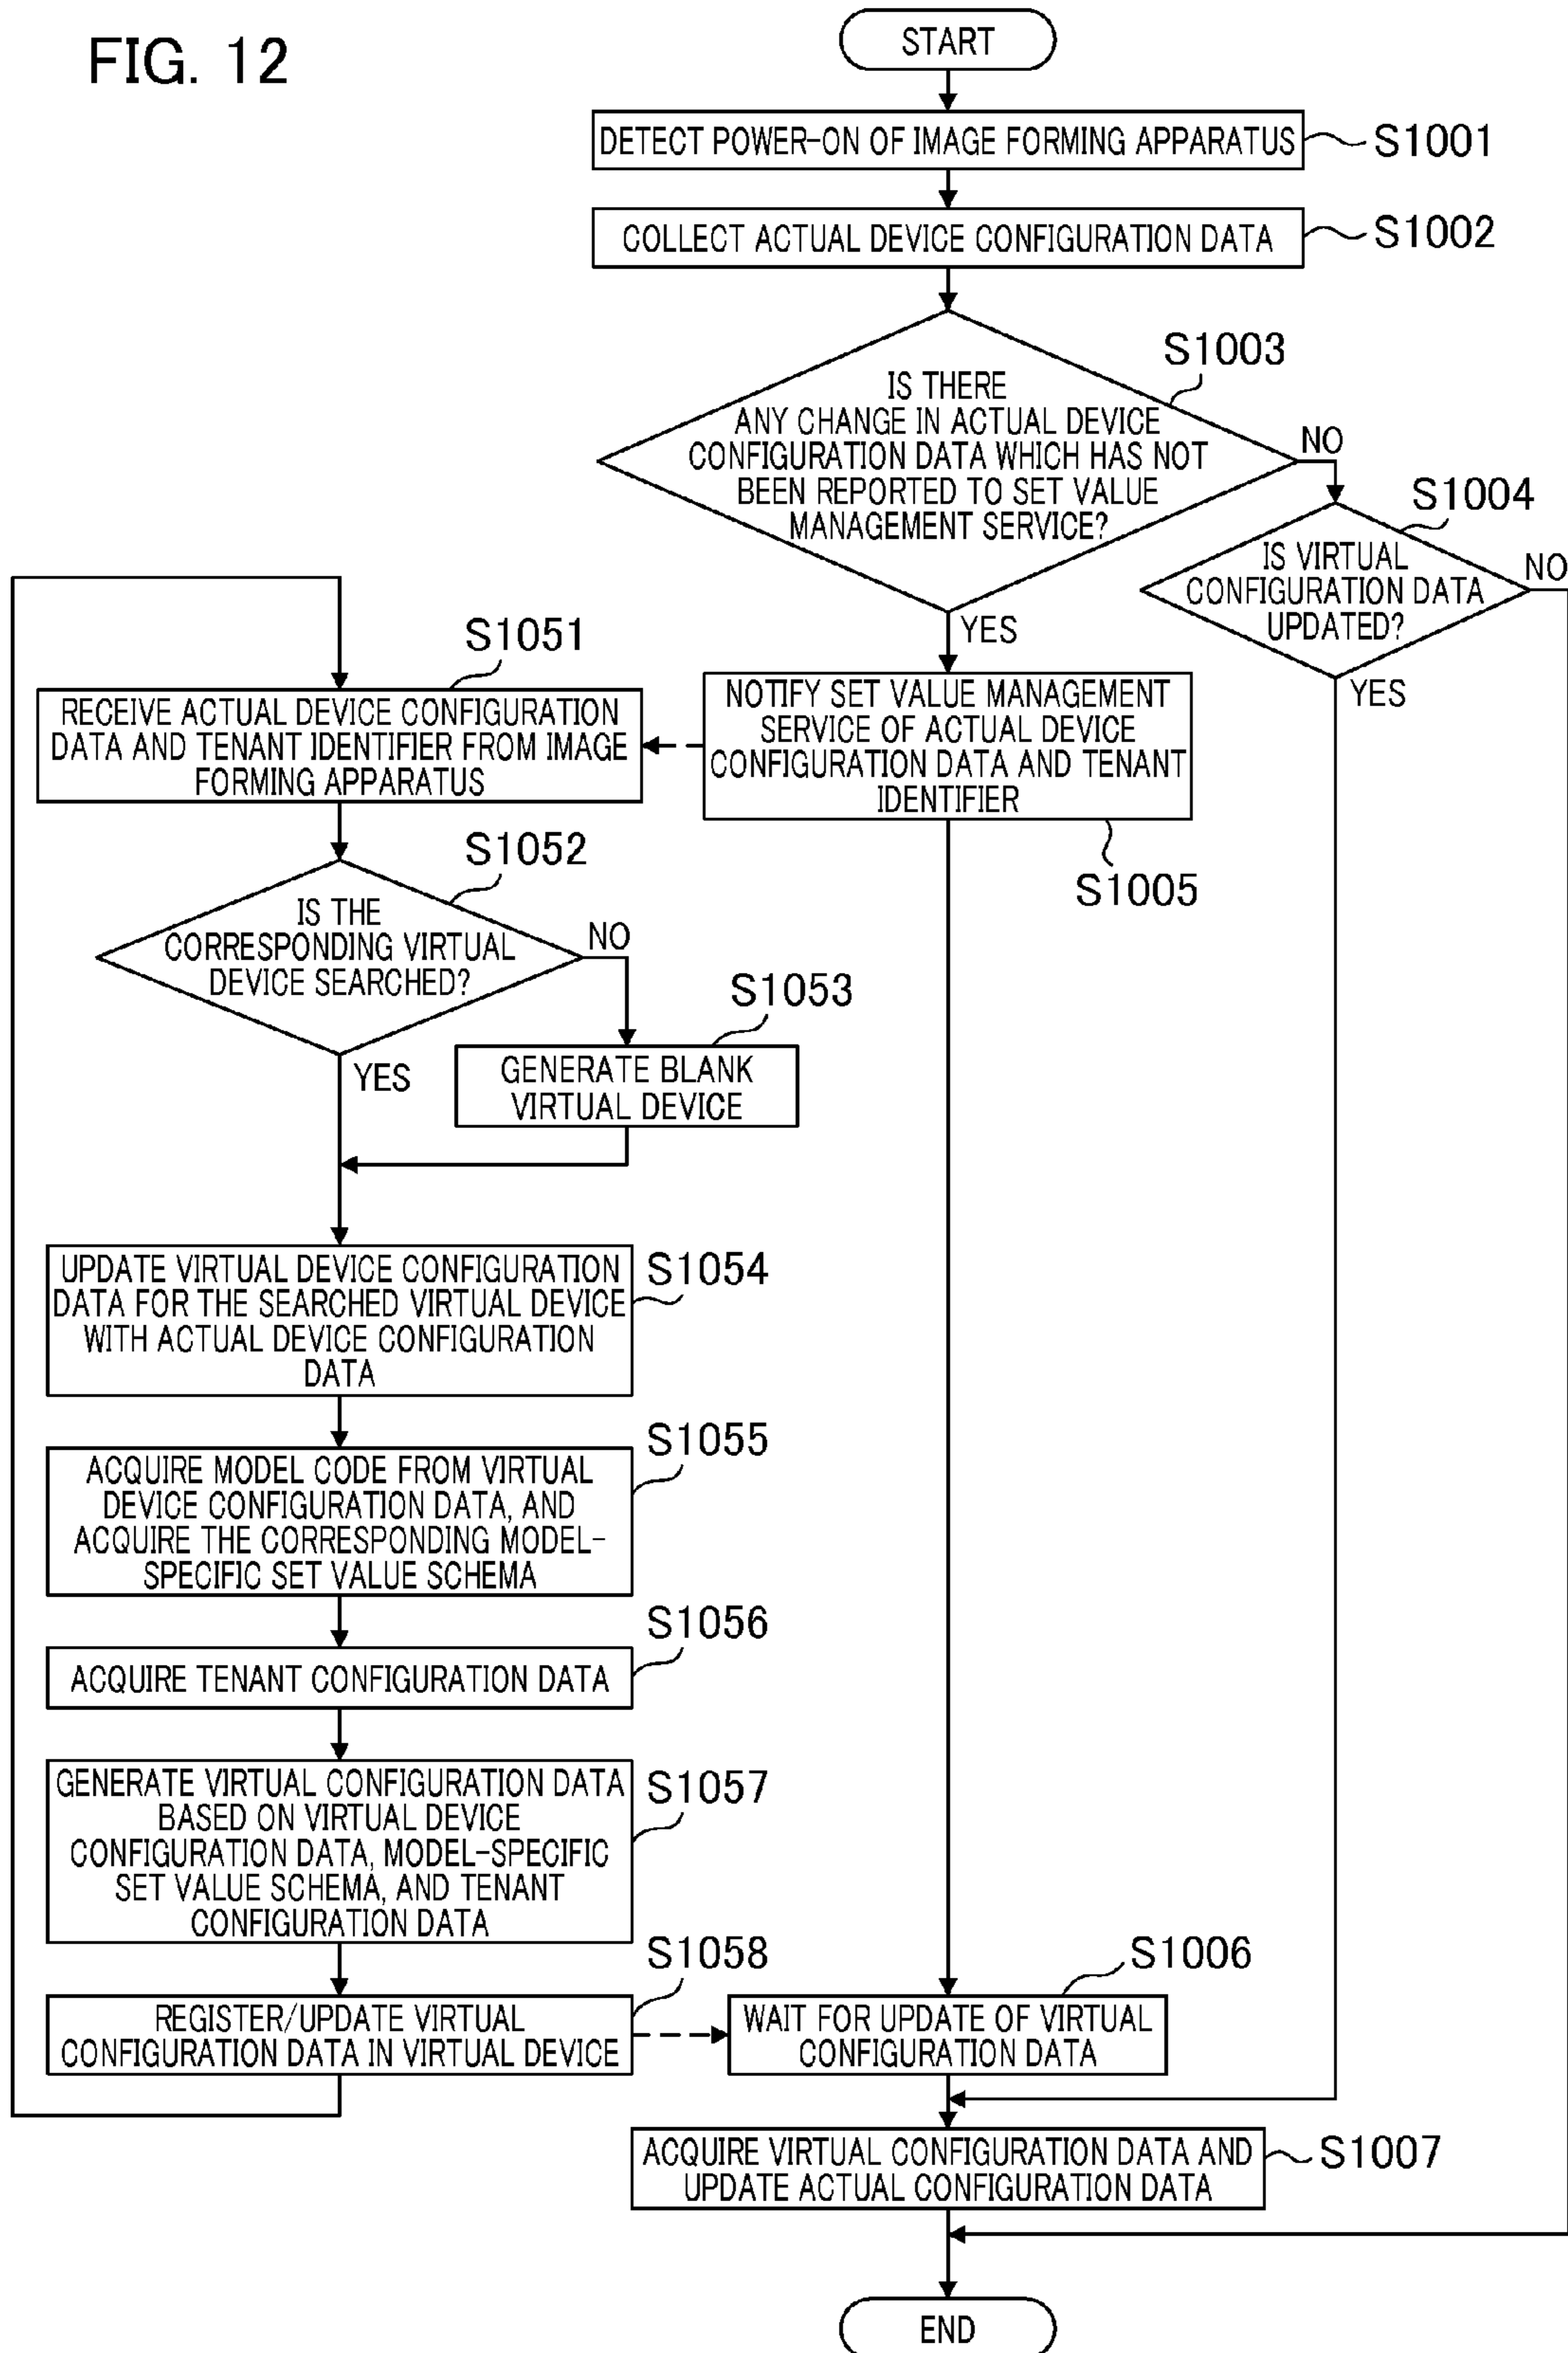 FIG. 12
START
DETECT POWER-ON OF IMAGE FORMING APPARATUS
S1001
COLLECT ACTUAL DEVICE CONFIGURATION DATA
S1002
S1003
IS THERE
ANY CHANGE IN ACTUAL DEVICE
CONFIGURATION DATA WHICH HAS NOT
BEEN REPORTED TO SET VALUE
MANAGEMENT SERVICE?
NO
YES
S1004
IS VIRTUAL
CONFIGURATION DATA
UPDATED?
NO
YES
NOTIFY SET VALUE MANAGEMENT
SERVICE OF ACTUAL DEVICE
CONFIGURATION DATA AND TENANT
IDENTIFIER
S1005
S1051
RECEIVE ACTUAL DEVICE CONFIGURATION
DATA AND TENANT IDENTIFIER FROM IMAGE
FORMING APPARATUS
S1052
IS THE
CORRESPONDING VIRTUAL
DEVICE SEARCHED?
NO
YES
S1053
GENERATE BLANK
VIRTUAL DEVICE
UPDATE VIRTUAL DEVICE CONFIGURATION
DATA FOR THE SEARCHED VIRTUAL DEVICE
WITH ACTUAL DEVICE CONFIGURATION
DATA
S1054
ACQUIRE MODEL CODE FROM VIRTUAL
DEVICE CONFIGURATION DATA, AND
ACQUIRE THE CORRESPONDING MODEL-
SPECIFIC SET VALUE SCHEMA
S1055
S1056
ACQUIRE TENANT CONFIGURATION DATA
GENERATE VIRTUAL CONFIGURATION DATA
BASED ON VIRTUAL DEVICE
CONFIGURATION DATA, MODEL-SPECIFIC
SET VALUE SCHEMA, AND TENANT
CONFIGURATION DATA
S1057
S1058
REGISTER/UPDATE VIRTUAL
CONFIGURATION DATA IN VIRTUAL DEVICE
S1006
WAIT FOR UPDATE OF VIRTUAL
CONFIGURATION DATA
ACQUIRE VIRTUAL CONFIGURATION DATA AND
UPDATE ACTUAL CONFIGURATION DATA
S1007
END